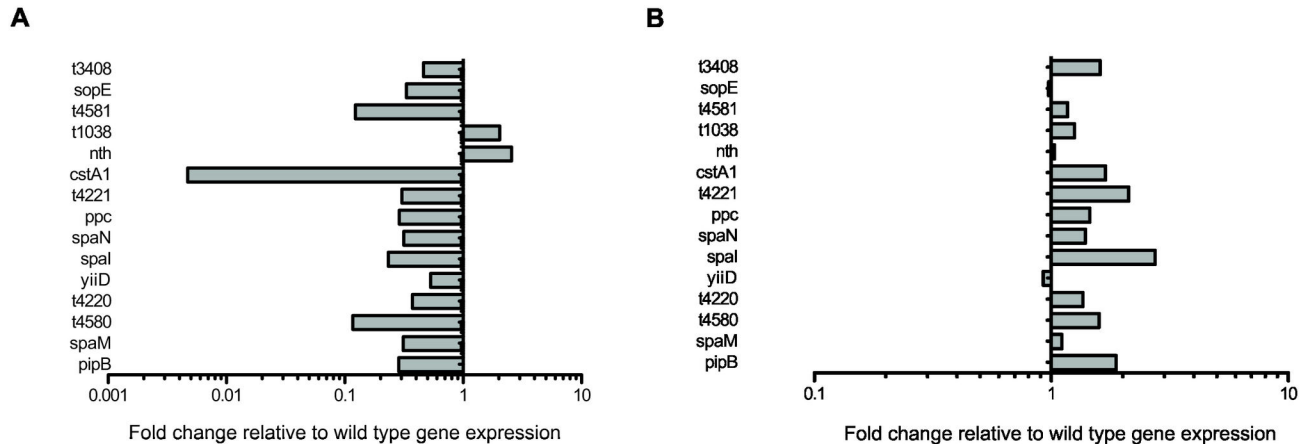 A
t3408
sopE
t4581
t1038
nth
cstA1
t4221
ppc
spaN
spaI
yiiD
t4220
t4580
spaM
pipB
0.001 0.01 0.1 1 10
Fold change relative to wild type gene expression
B
t3408
sopE
t4581
t1038
nth
cstA1
t4221
ppc
spaN
spaI
yiiD
t4220
t4580
spaM
pipB
0.1 1 10
Fold change relative to wild type gene expression